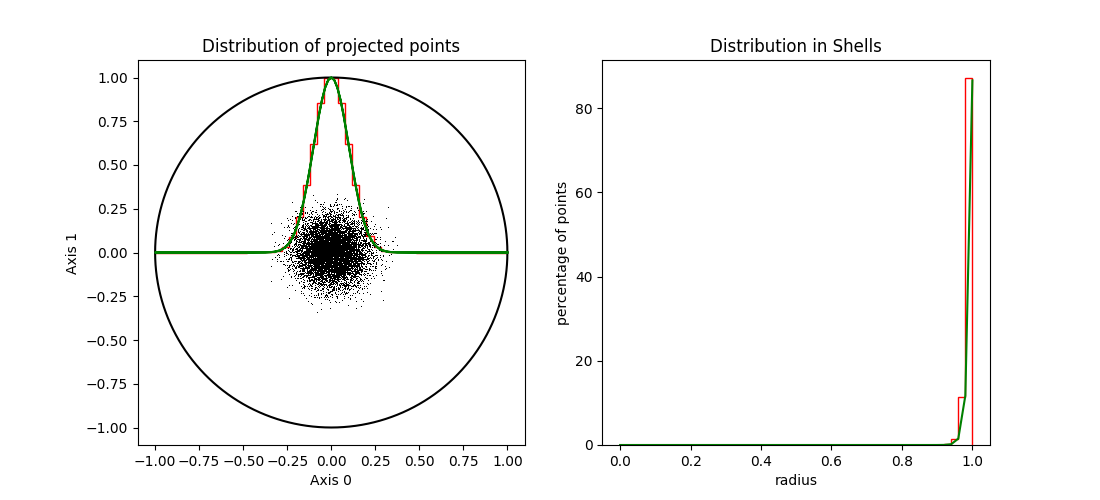 Distribution of projected points
1.00
0.75
0.50
0.25
0.00
−0.25
−0.50
−0.75
−1.00
Axis 1
−1.00 −0.75 −0.50 −0.25 0.00 0.25 0.50 0.75 1.00
Axis 0
Distribution in Shells
80
60
40
20
0
percentage of points
0.0 0.2 0.4 0.6 0.8 1.0
radius